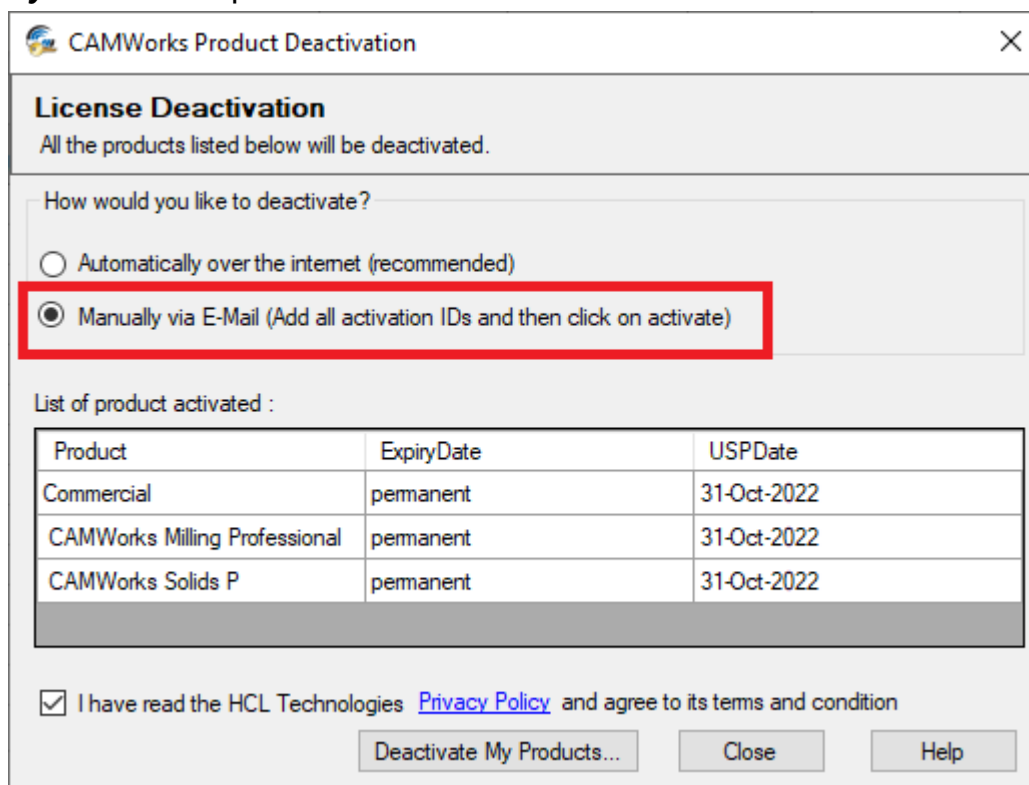 CAMWorks Product Deactivation
License Deactivation
All the products listed below will be deactivated.
How would you like to deactivate?
Automatically over the internet (recommended)
Manually via E-Mail (Add all activation IDs and then click on activate)
List of product activated :
Product ExpiryDate USPDate
Commercial permanent 31-Oct-2022
CAMWorks Milling Professional permanent 31-Oct-2022
CAMWorks Solids P permanent 31-Oct-2022
I have read the HCL Technologies Privacy Policy and agree to its terms and condition
Deactivate My Products... Close Help